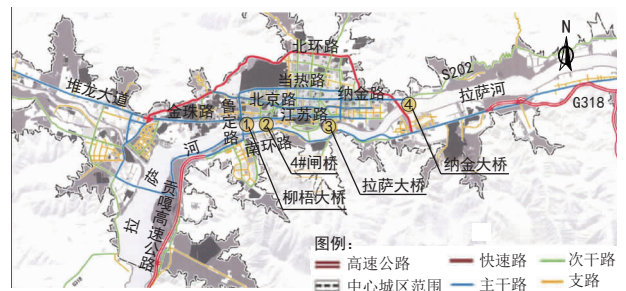 北环路
N
S202
堆龙大道
当热路
拉萨河
金珠路
鲁定路
北京路
纳金路
G318
江苏路
①
②
③
④
南环路
4#闸桥
纳金大桥
拉萨大桥
柳梧大桥
拉萨河
贡嘎高速公路
图例：
高速公路
快速路
次干路
中心城区范围
主干路
支路